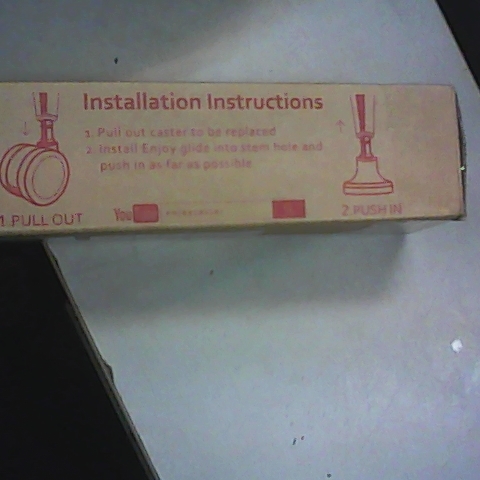 Installation Instructions
1. Pull out caster to be replaced
2. Install Enjoy glide into stem hole and
push in as far as possible
1 PULL OUT
You
2 PUSH IN